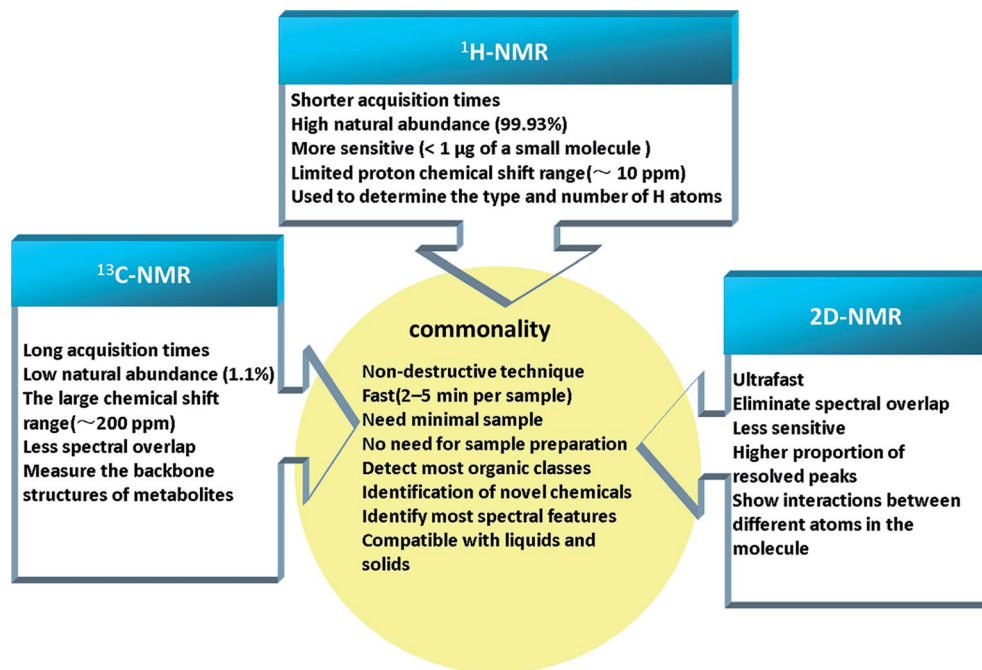 ¹H-NMR
Shorter acquisition times
High natural abundance (99.93%)
More sensitive (< 1 µg of a small molecule )
Limited proton chemical shift range(～ 10 ppm)
Used to determine the type and number of H atoms
¹³C-NMR
Long acquisition times
Low natural abundance (1.1%)
The large chemical shift
range(～200 ppm)
Less spectral overlap
Measure the backbone
structures of metabolites
commonality
Non-destructive technique
Fast(2–5 min per sample)
Need minimal sample
No need for sample preparation
Detect most organic classes
Identification of novel chemicals
Identify most spectral features
Compatible with liquids and
solids
2D-NMR
Ultrafast
Eliminate spectral overlap
Less sensitive
Higher proportion of
resolved peaks
Show interactions between
different atoms in the
molecule